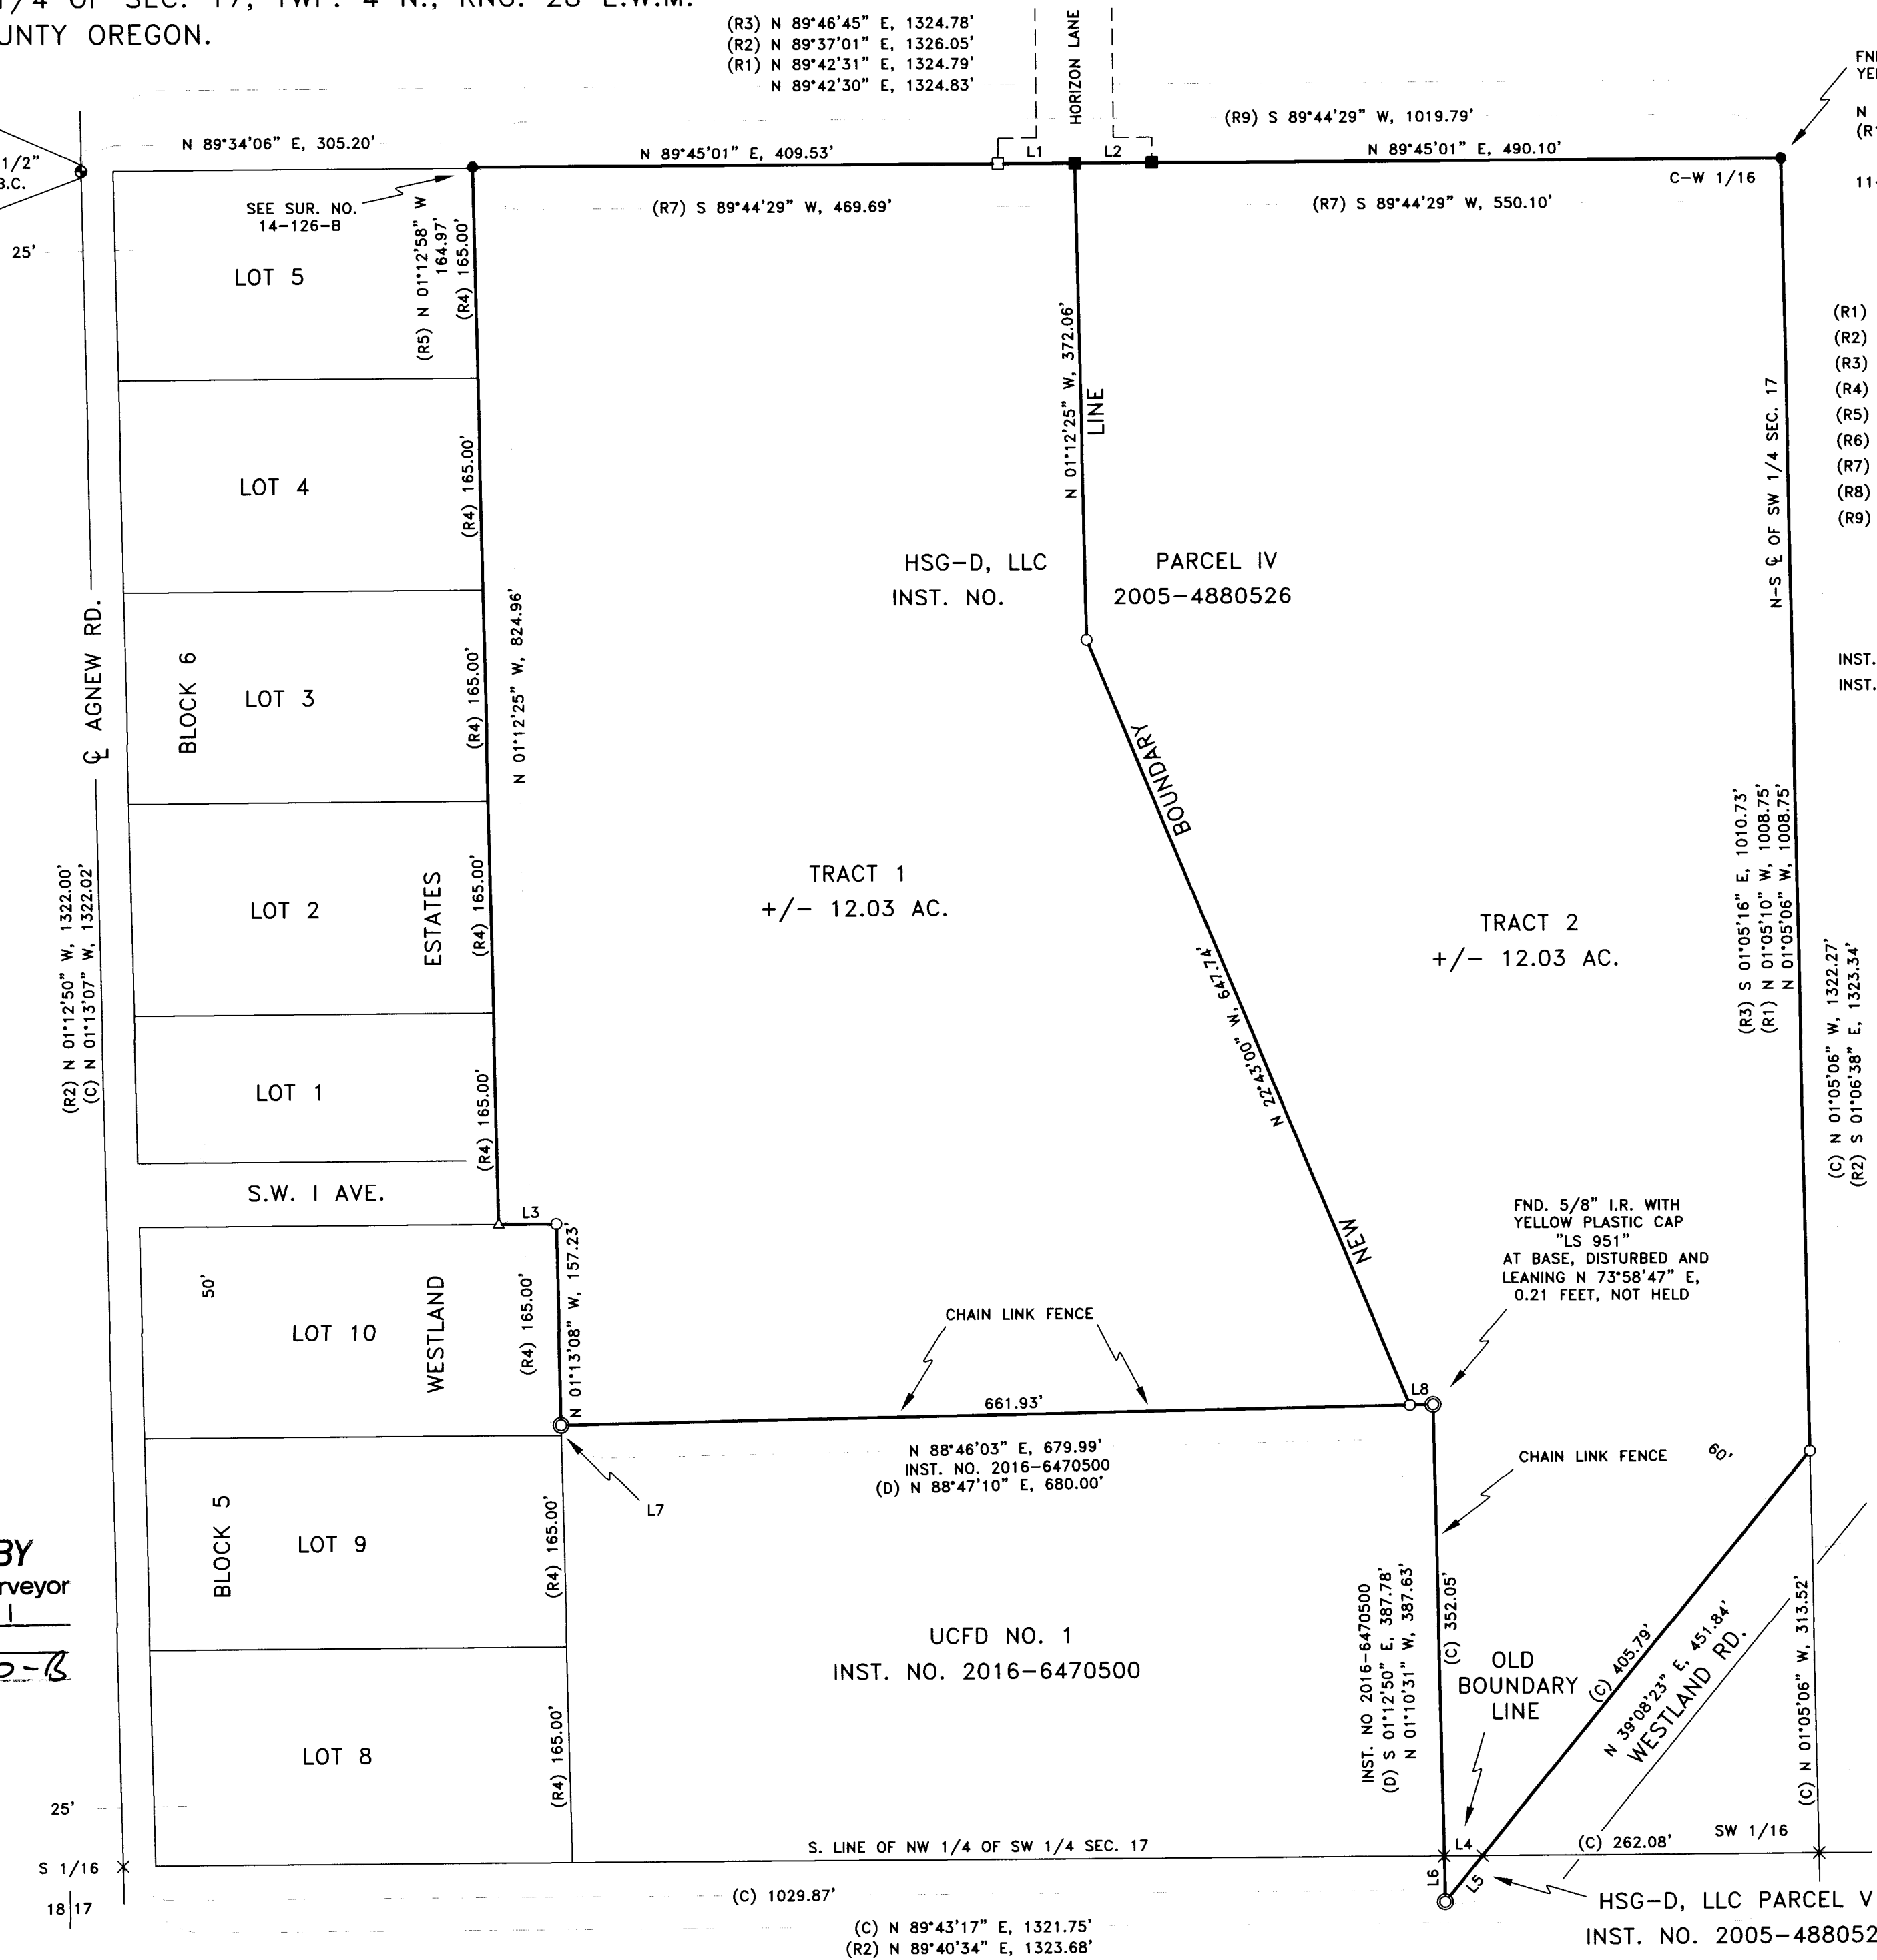 1/4 OF SEC. 17, TWP. 4 N., RNG. 28 E.W.M.
UNTY OREGON.
(R3) N 89°46'45" E, 1324.78'
(R2) N 89°37'01" E, 1326.05'
(R1) N 89°42'31" E, 1324.79'
N 89°42'30" E, 1324.83'
HORIZON LANE
(R9) S 89°44'29" W, 1019.79'
FN
YE
N
(R
11-
1/2"
B.C.
N 89°34'06" E, 305.20'
N 89°45'01" E, 409.53'
L1
L2
N 89°45'01" E, 490.10'
C-W 1/16
SEE SUR. NO.
14-126-B
(R7) S 89°44'29" W, 469.69'
(R7) S 89°44'29" W, 550.10'
25'
LOT 5
(R5) N 01°12'58" W
164.97'
(R4) 165.00'
N 01°12'25" W, 372.06'
LINE
N-S ℄ OF SW 1/4 SEC. 17
(R1)
(R2)
(R3)
(R4)
(R5)
(R6)
(R7)
(R8)
(R9)
LOT 4
(R4) 165.00'
HSG-D, LLC
INST. NO.
PARCEL IV
2005-4880526
℄ AGNEW RD.
BLOCK 6
LOT 3
(R4) 165.00'
N 01°12'25" W, 824.96'
INST.
INST.
BOUNDARY
TRACT 1
+/- 12.03 AC.
TRACT 2
+/- 12.03 AC.
(R3) S 01°05'16" E, 1010.73'
(R1) N 01°05'10" W, 1008.75'
N 01°05'06" W, 1008.75'
(R2) N 01°12'50" W, 1322.00'
(C) N 01°13'07" W, 1322.02'
LOT 2
ESTATES
(R4) 165.00'
N 22°43'00" W, 647.74'
(C) N 01°05'06" W, 1322.27'
(R2) S 01°06'38" E, 1323.34'
LOT 1
(R4) 165.00'
S.W. I AVE.
L3
NEW
FND. 5/8" I.R. WITH
YELLOW PLASTIC CAP
"LS 951"
AT BASE, DISTURBED AND
LEANING N 73°58'47" E,
0.21 FEET, NOT HELD
50'
LOT 10
WESTLAND
(R4) 165.00'
N 01°13'08" W, 157.23'
CHAIN LINK FENCE
L8
661.93'
N 88°46'03" E, 679.99'
INST. NO. 2016-6470500
(D) N 88°47'10" E, 680.00'
CHAIN LINK FENCE
60'
L7
BLOCK 5
LOT 9
(R4) 165.00'
BY
rveyor
UCFD NO. 1
INST. NO. 2016-6470500
INST. NO 2016-6470500
(D) S 01°12'50" E, 387.78'
N 01°10'31" W, 387.63'
(C) 352.05'
OLD
BOUNDARY
LINE
(C) 405.79'
N 39°08'23" E, 451.84'
WESTLAND RD.
(C) N 01°05'06" W, 313.52'
LOT 8
(R4) 165.00'
25'
S. LINE OF NW 1/4 OF SW 1/4 SEC. 17
L4
(C) 262.08'
SW 1/16
S 1/16
L6
L5
18|17
(C) 1029.87'
HSG-D, LLC PARCEL V
INST. NO. 2005-488052
(C) N 89°43'17" E, 1321.75'
(R2) N 89°40'34" E, 1323.68'